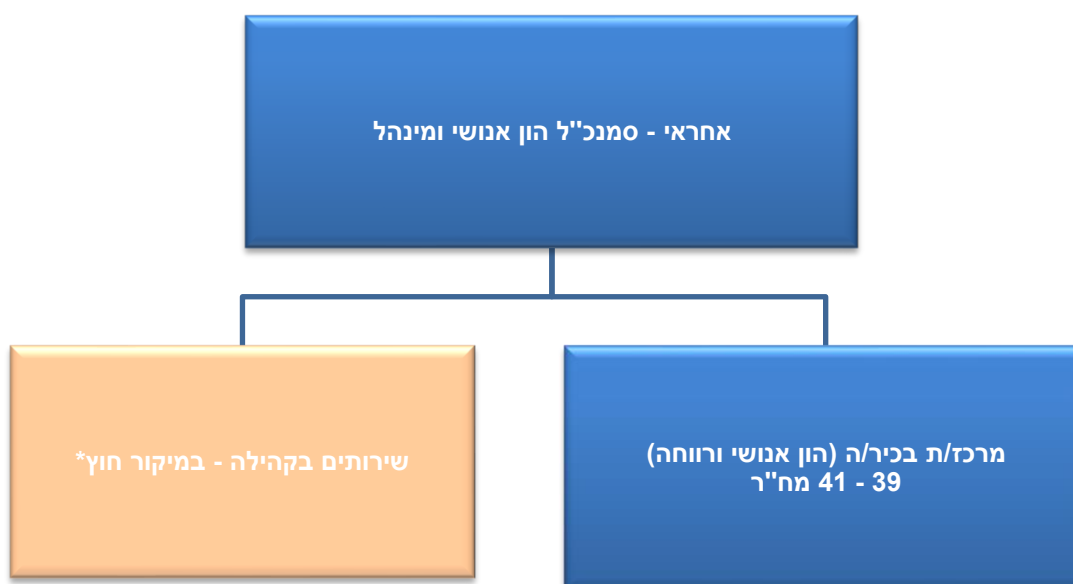 אחראי - סמנכ"ל הון אנושי ומינהל
מרכז/ת בכיר/ה (הון אנושי ורווחה)
39 - 41 מח"ר
שירותים בקהילה - במיקור חוץ*